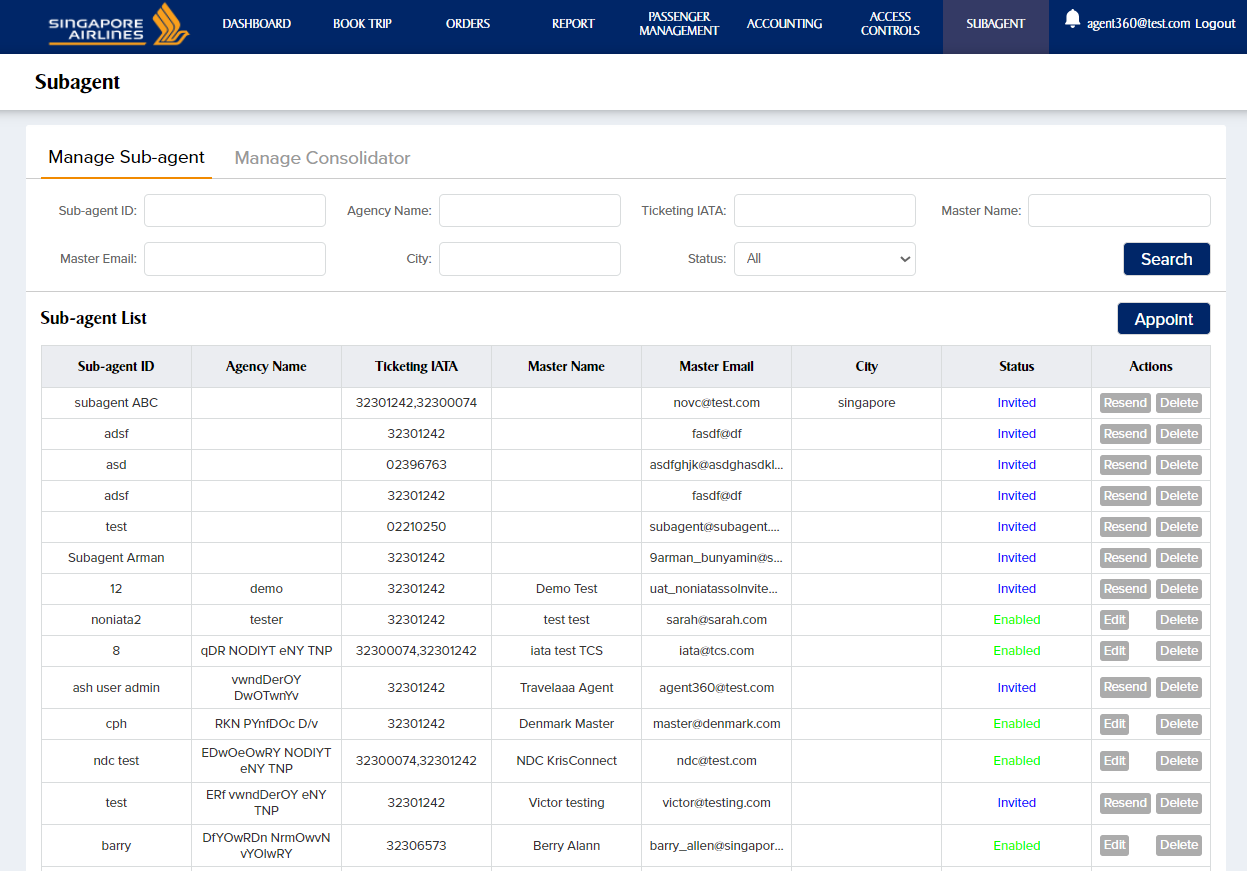 SINGAPORE AIRLINES DASHBOARD BOOK TRIP ORDERS REPORT PASSENGER MANAGEMENT ACCOUNTING ACCESS CONTROLS SUBAGENT agent360@test.com Logout
Subagent
Manage Sub-agent Manage Consolidator
Sub-agent ID: Agency Name: Ticketing IATA: Master Name:
Master Email: City: Status: All Search
Sub-agent List Appoint
Sub-agent ID Agency Name Ticketing IATA Master Name Master Email City Status Actions
subagent ABC 32301242,32300074 novc@test.com singapore Invited Resend Delete
adsf 32301242 fasdf@df Invited Resend Delete
asd 02396763 asdfghjk@asdghasdkl... Invited Resend Delete
adsf 32301242 fasdf@df Invited Resend Delete
test 02210250 subagent@subagent.... Invited Resend Delete
Subagent Arman 32301242 9arman_bunyamin@s... Invited Resend Delete
12 demo 32301242 Demo Test uat_noniatassoInvite... Invited Resend Delete
noniata2 tester 32301242 test test sarah@sarah.com Enabled Edit Delete
8 qDR NODIYT eNY TNP 32300074,32301242 iata test TCS iata@tcs.com Enabled Edit Delete
ash user admin vwndDerOY DwOTwnYv 32301242 Travelaaa Agent agent360@test.com Invited Resend Delete
cph RKN PYnfDOc D/v 32301242 Denmark Master master@denmark.com Enabled Edit Delete
ndc test EDwOeOwRY NODIYT eNY TNP 32300074,32301242 NDC KrisConnect ndc@test.com Enabled Edit Delete
test ERf vwndDerOY eNY TNP 32301242 Victor testing victor@testing.com Invited Resend Delete
barry DfYOwRDn NrmOwvN vYOlwRY 32306573 Berry Alann barry_allen@singapor... Enabled Edit Delete